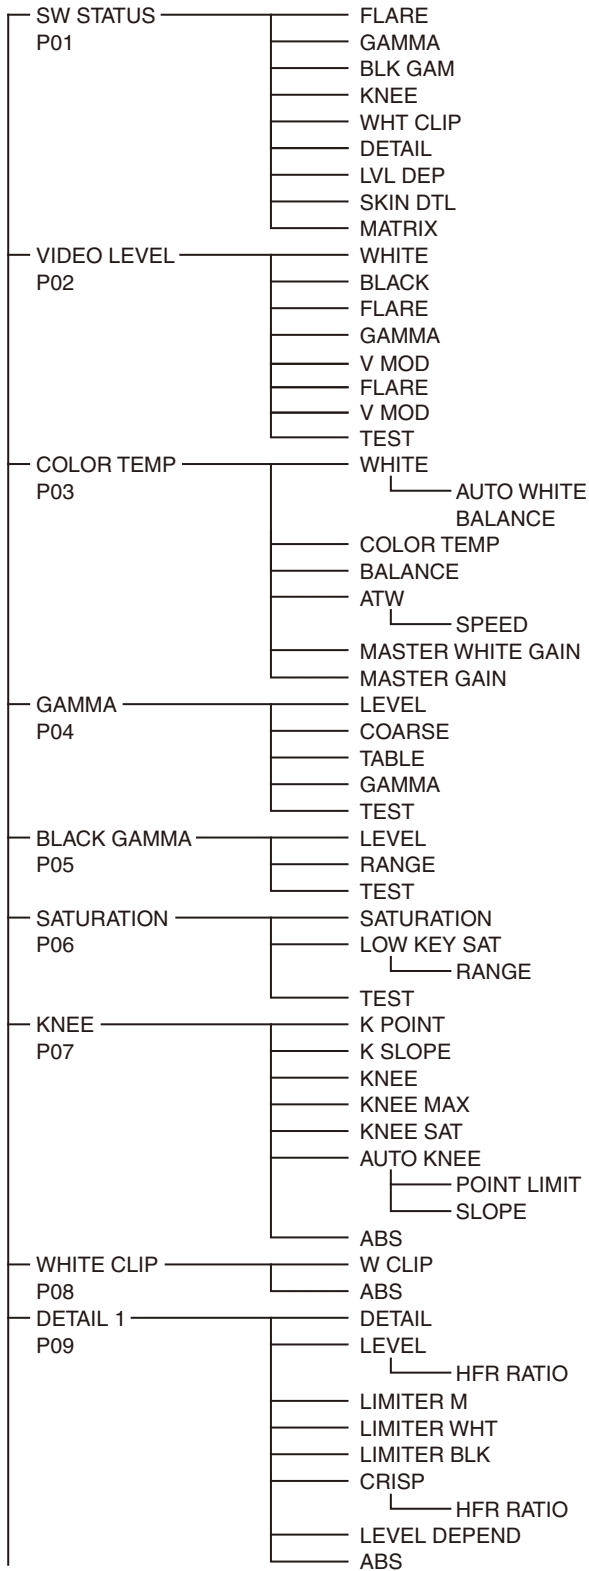 SW STATUS
P01
FLARE
GAMMA
BLK GAM
KNEE
WHT CLIP
DETAIL
LVL DEP
SKIN DTL
MATRIX
VIDEO LEVEL
P02
WHITE
BLACK
FLARE
GAMMA
V MOD
FLARE
V MOD
TEST
COLOR TEMP
P03
WHITE
AUTO WHITE
BALANCE
COLOR TEMP
BALANCE
ATW
SPEED
MASTER WHITE GAIN
MASTER GAIN
GAMMA
P04
LEVEL
COARSE
TABLE
GAMMA
TEST
BLACK GAMMA
P05
LEVEL
RANGE
TEST
SATURATION
P06
SATURATION
LOW KEY SAT
RANGE
TEST
KNEE
P07
K POINT
K SLOPE
KNEE
KNEE MAX
KNEE SAT
AUTO KNEE
POINT LIMIT
SLOPE
ABS
WHITE CLIP
P08
W CLIP
ABS
DETAIL 1
P09
DETAIL
LEVEL
HFR RATIO
LIMITER M
LIMITER WHT
LIMITER BLK
CRISP
HFR RATIO
LEVEL DEPEND
ABS